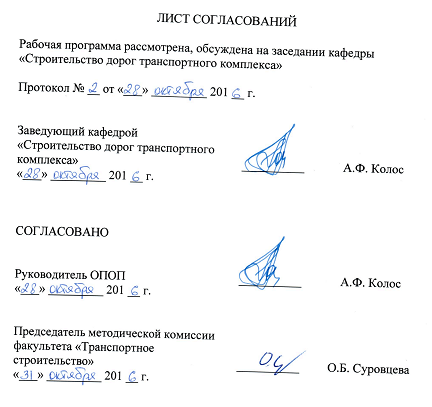 ЛИСТ СОГЛАСОВАНИЙ
Рабочая программа рассмотрена, обсуждена на заседании кафедры
«Строительство дорог транспортного комплекса»
Протокол № 2 от «28» октября 201 6 г.
Заведующий кафедрой
«Строительство дорог транспортного
комплекса»
«28» октября 201 6 г.
А.Ф. Колос
СОГЛАСОВАНО
Руководитель ОПОП
«28» октября 201 6 г.
А.Ф. Колос
Председатель методической комиссии
факультета «Транспортное
строительство»
«31» октября 201 6 г.
О.Б. Суровцева